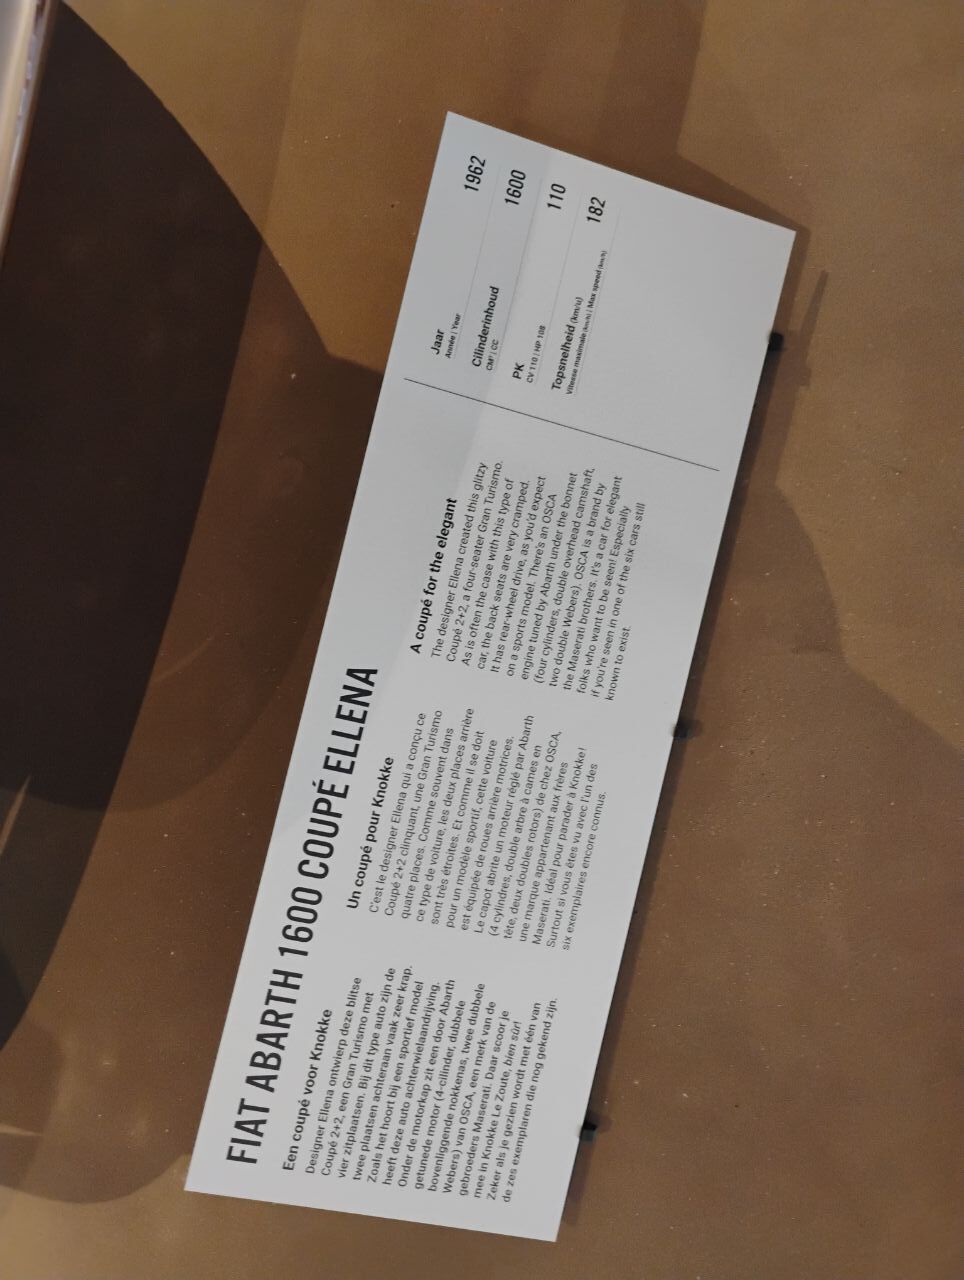 FIAT ABARTH 1600 COUPÉ ELLENA
Een coupé voor Knokke
Designer Ellena ontwierp deze blitse
Coupé 2+2, een Gran Turismo met
vier zitplaatsen. Bij dit type auto zijn de
twee plaatsen achteraan vaak zeer krap.
Zoals het hoort bij een sportief model
heeft deze auto achterwielaandrijving.
Onder de motorkap zit een door Abarth
getunede motor (4-cilinder, dubbele
bovenliggende nokkenas, twee dubbele
Webers) van OSCA, een merk van de
gebroeders Maserati. Daar scoor je
mee in Knokke Le Zoute, bien sûr!
Zeker als je gezien wordt met één van
de zes exemplaren die nog gekend zijn.
Un coupé pour Knokke
C'est le designer Ellena qui a conçu ce
Coupé 2+2 clinquant, une Gran Turismo
quatre places. Comme souvent dans
ce type de voiture, les deux places arrière
sont très étroites. Et comme il se doit
pour un modèle sportif, cette voiture
est équipée de roues arrière motrices.
Le capot abrite un moteur réglé par Abarth
(4 cylindres, double arbre à cames en
tête, deux doubles rotors) de chez OSCA,
une marque appartenant aux frères
Maserati. Idéal pour parader à Knokke!
Surtout si vous êtes vu avec l'un des
six exemplaires encore connus.
A coupé for the elegant
The designer Ellena created this glitzy
Coupé 2+2, a four-seater Gran Turismo.
As is often the case with this type of
car, the back seats are very cramped.
It has rear-wheel drive, as you'd expect
on a sports model. There's an OSCA
engine tuned by Abarth under the bonnet
(four cylinders, double overhead camshaft,
two double Webers). OSCA is a brand by
the Maserati brothers. It's a car for elegant
folks who want to be seen! Especially
if you're seen in one of the six cars still
known to exist.
Jaar 1962
Année | Year
Cilinderinhoud 1600
CM³ | CC
PK 110
CV 110 | HP 108
Topsnelheid (km/u) 182
Vitesse maximale (km/h) | Max speed (km/h)